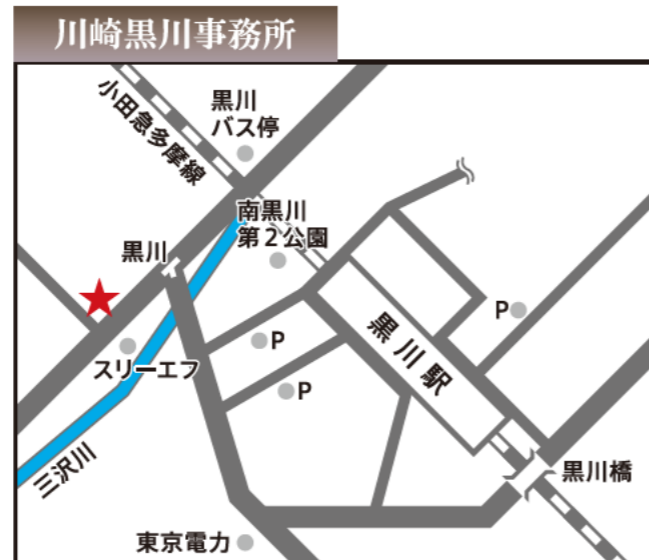 川崎黒川事務所
小田急多摩線
黒川
バス停
南黒川
第2公園
黒川
スリーエフ
P
P
P
黒川駅
三沢川
黒川橋
東京電力